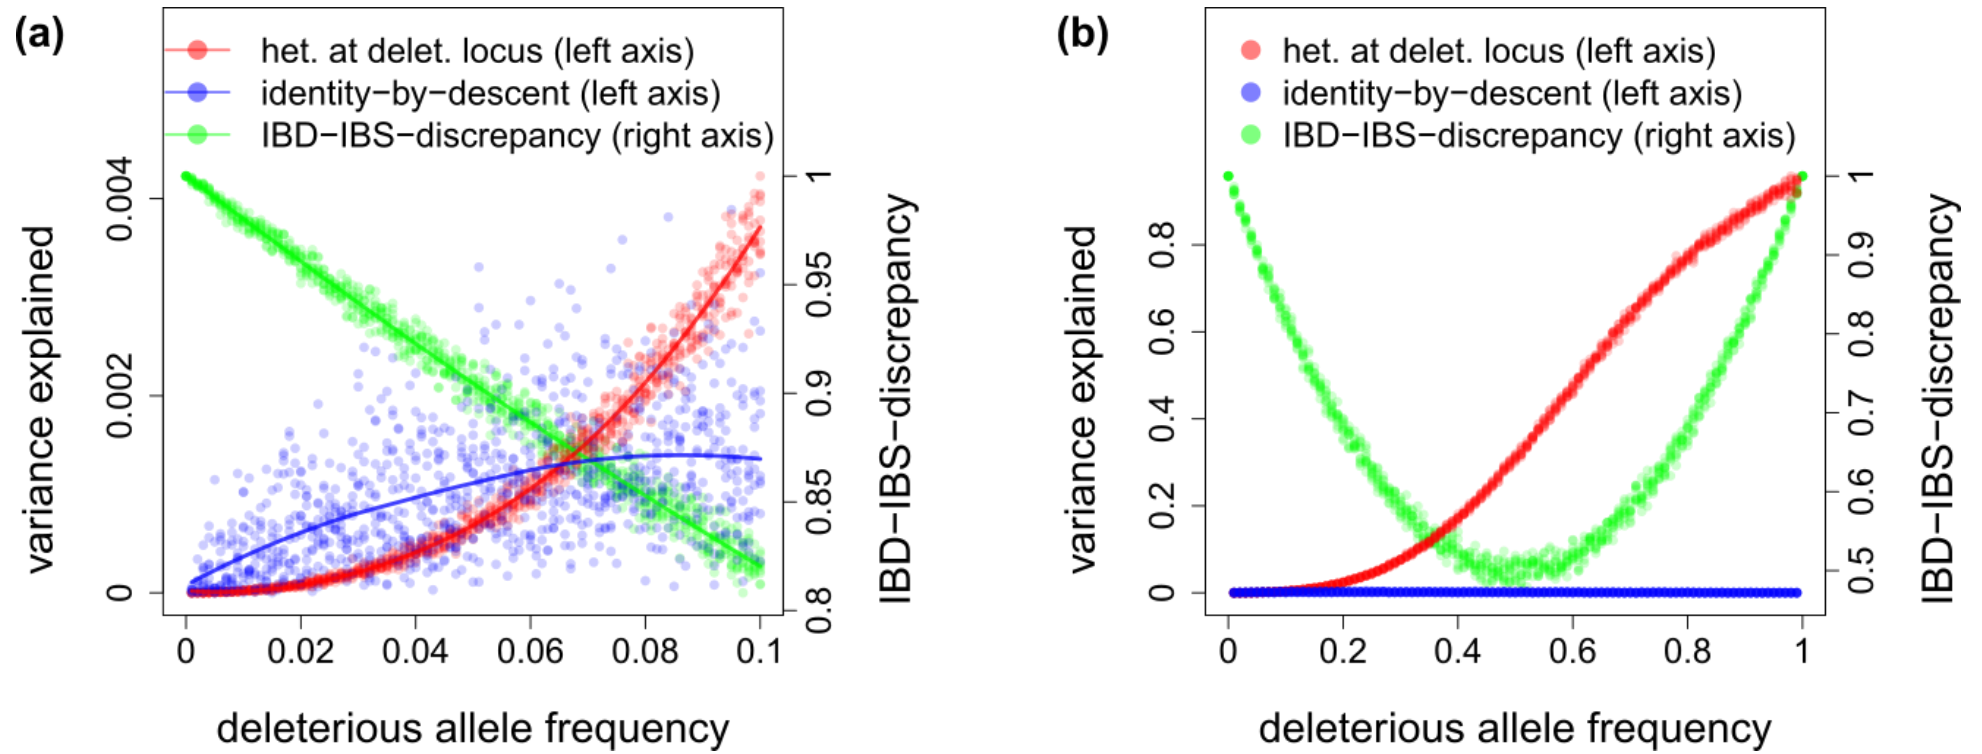 (a)
het. at delet. locus (left axis)
identity−by−descent (left axis)
IBD−IBS−discrepancy (right axis)
variance explained
0
0.002
0.004
0.8
0.85
0.9
0.95
1
IBD−IBS−discrepancy
0 0.02 0.04 0.06 0.08 0.1
deleterious allele frequency
(b)
het. at delet. locus (left axis)
identity−by−descent (left axis)
IBD−IBS−discrepancy (right axis)
variance explained
0
0.2
0.4
0.6
0.8
0.5
0.6
0.7
0.8
0.9
1
IBD−IBS−discrepancy
0 0.2 0.4 0.6 0.8 1
deleterious allele frequency